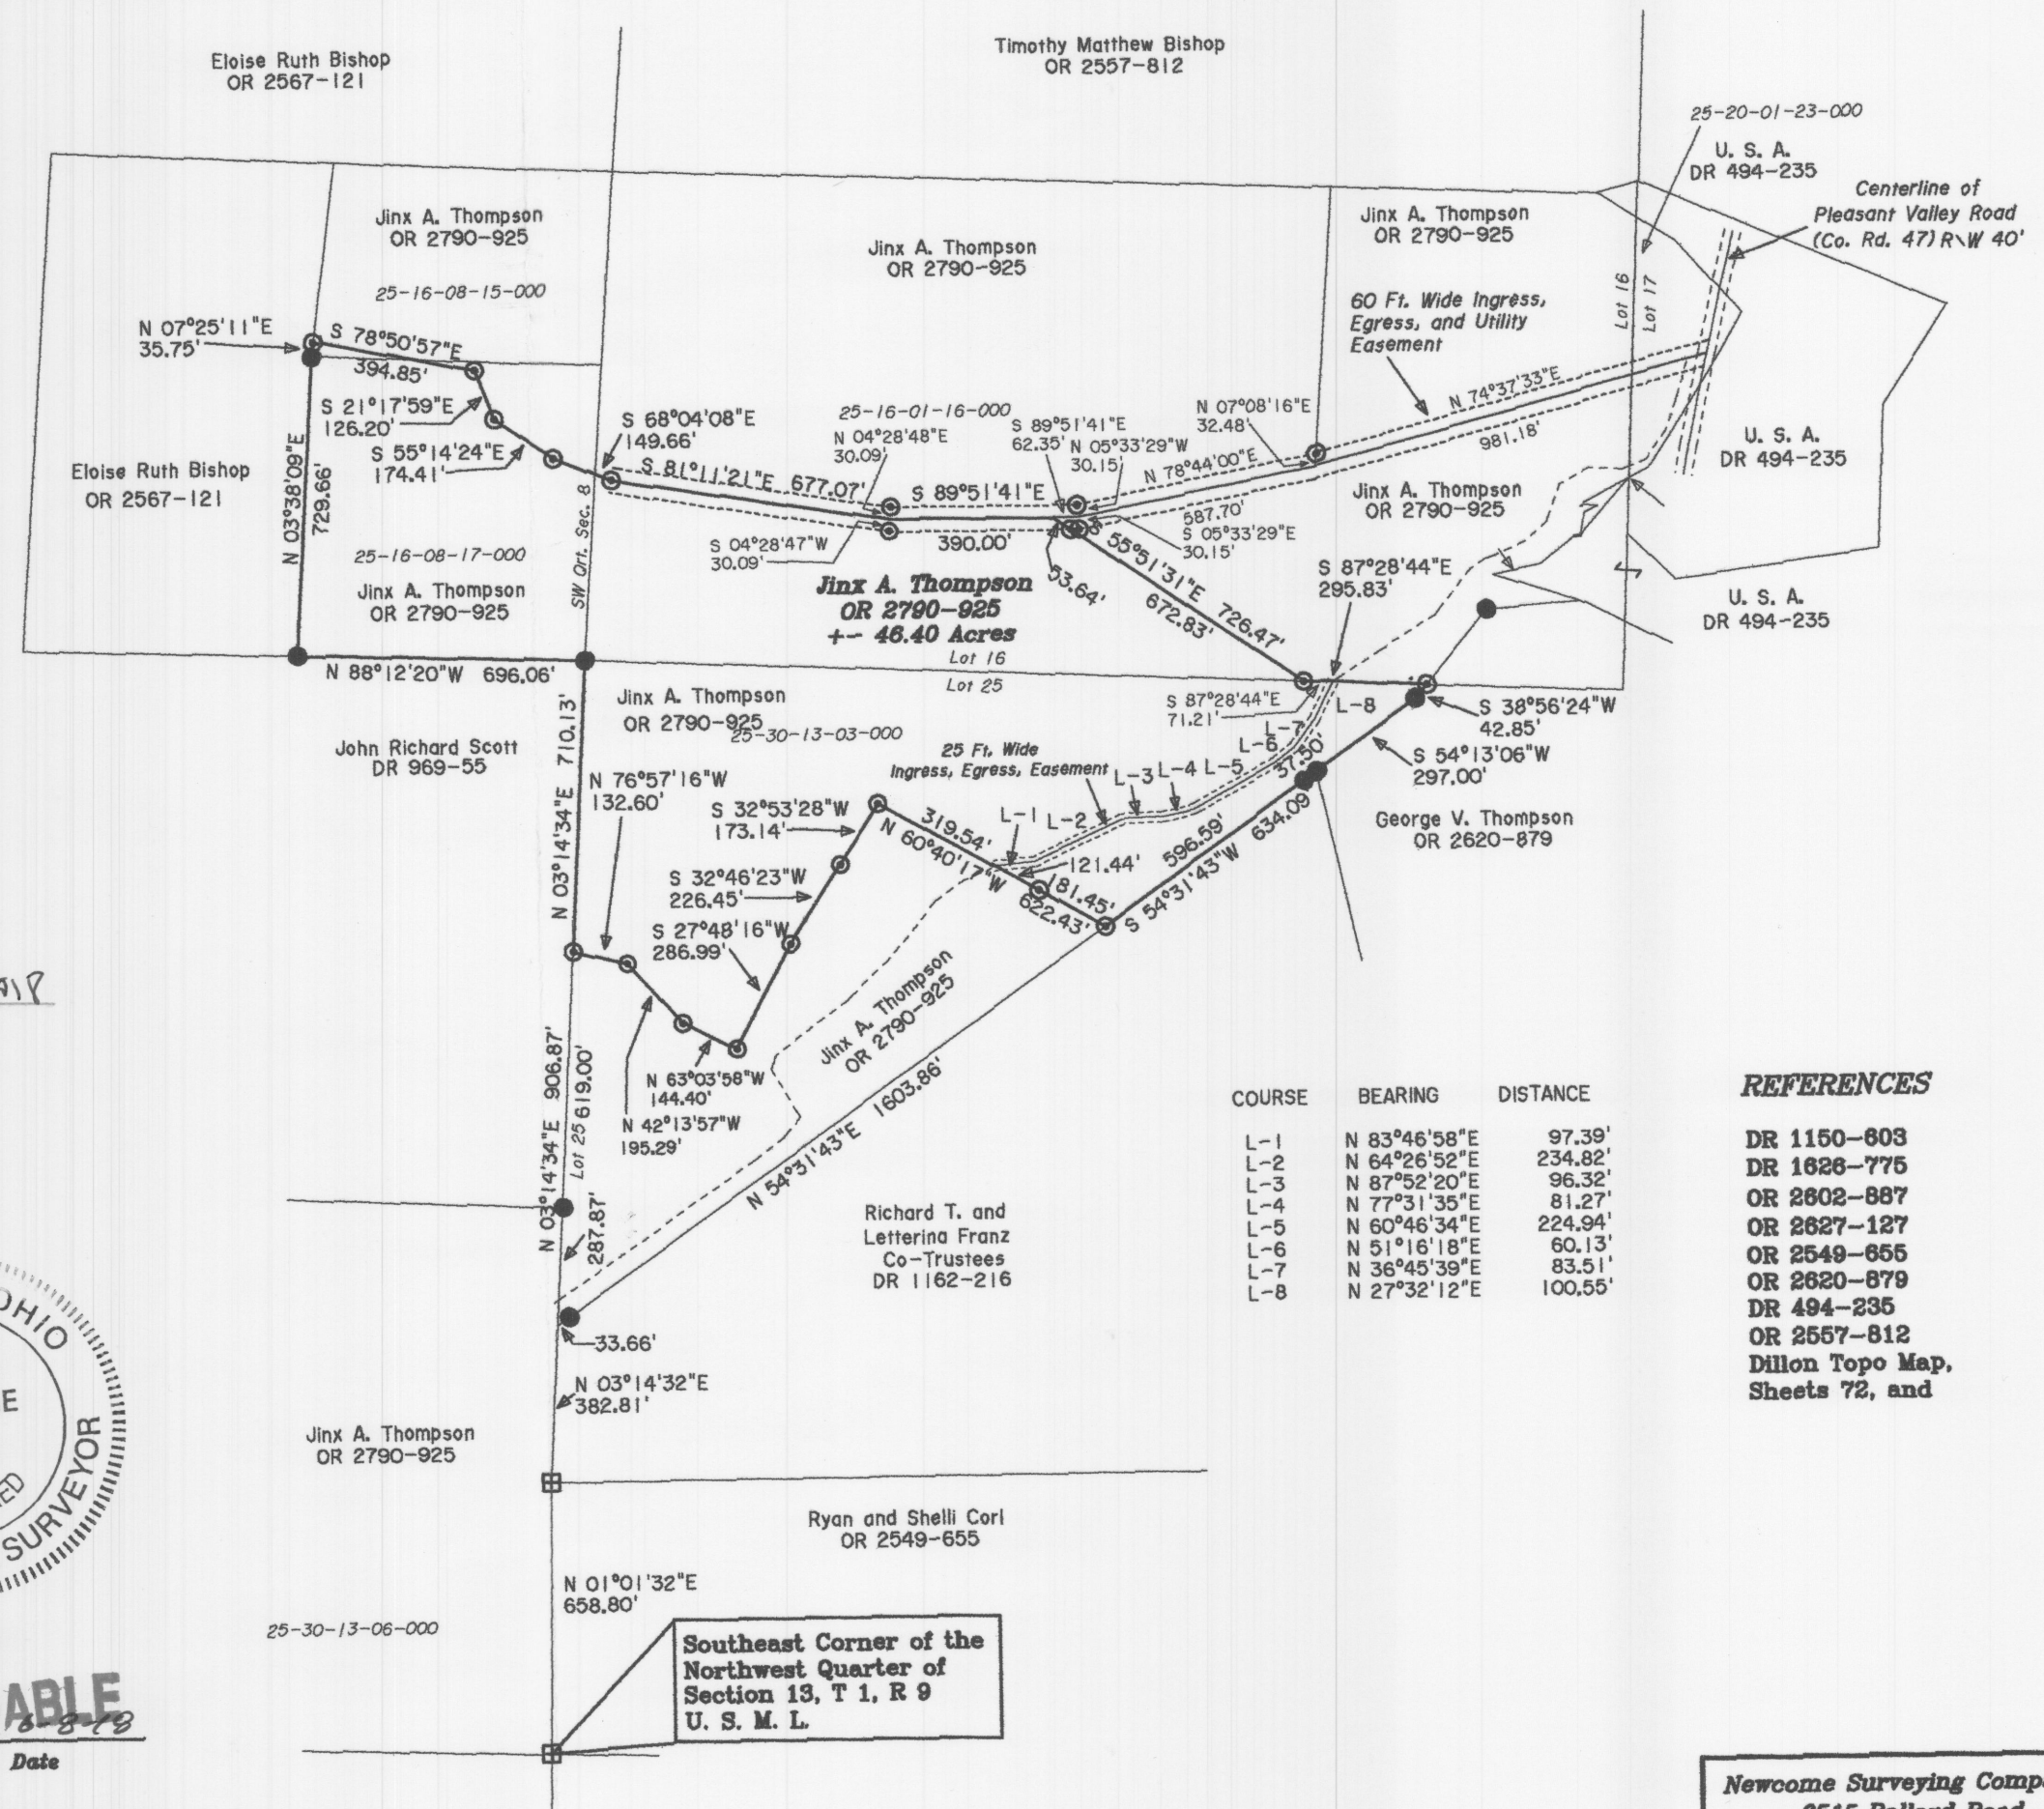 Eloise Ruth Bishop
OR 2567-121
Timothy Matthew Bishop
OR 2557-812
25-20-01-23-000
U. S. A.
DR 494-235
Centerline of
Pleasant Valley Road
(Co. Rd. 47) R\W 40'
Jinx A. Thompson
OR 2790-925
25-16-08-15-000
Jinx A. Thompson
OR 2790-925
Jinx A. Thompson
OR 2790-925
60 Ft. Wide Ingress,
Egress, and Utility
Easement
Lot 16
Lot 17
N 07°25'11"E
35.75'
S 78°50'57"E
394.85'
S 21°17'59"E
126.20'
S 55°14'24"E
174.41'
S 68°04'08"E
149.66'
25-16-01-16-000
N 04°28'48"E
30.09'
S 89°51'41"E
62.35'
N 05°33'29"W
30.15'
N 07°08'16"E
32.48'
N 74°37'33"E
981.18'
N 78°44'00"E
587.70'
S 81°11'21"E 677.07'
S 89°51'41"E
390.00'
Eloise Ruth Bishop
OR 2567-121
N 03°38'09"E
729.66'
25-16-08-17-000
Jinx A. Thompson
OR 2790-925
SW Qrt. Sec. 8
S 04°28'47"W
30.09'
S 05°33'29"E
30.15'
S 55°51'31"E 726.47'
53.64'
672.83'
Jinx A. Thompson
OR 2790-925
U. S. A.
DR 494-235
S 87°28'44"E
295.83'
U. S. A.
DR 494-235
Jinx A. Thompson
OR 2790-925
+- 46.40 Acres
Lot 16
Lot 25
N 88°12'20"W 696.06'
Jinx A. Thompson
OR 2790-925
25-30-13-03-000
S 87°28'44"E
71.21'
L-8
L-7
L-6
S 38°56'24"W
42.85'
S 54°13'06"W
297.00'
John Richard Scott
DR 969-55
N 03°14'34"E 710.13'
N 76°57'16"W
132.60'
25 Ft. Wide
Ingress, Egress, Easement
L-3
L-4
L-5
37.50'
S 32°53'28"W
173.14'
319.54'
N 60°40'17"W
L-1
L-2
121.44'
181.45'
622.43'
596.59'
S 54°31'43"W 634.09'
George V. Thompson
OR 2620-879
S 32°46'23"W
226.45'
S 27°48'16"W
286.99'
Jinx A. Thompson
OR 2790-925
N 63°03'58"W
144.40'
N 42°13'57"W
195.29'
N 03°14'34"E 906.87'
Lot 25
619.00'
287.87'
N 54°31'43"E 1603.86'
Richard T. and
Letterina Franz
Co-Trustees
DR 1162-216
COURSE BEARING DISTANCE
L-1 N 83°46'58"E 97.39'
L-2 N 64°26'52"E 234.82'
L-3 N 87°52'20"E 96.32'
L-4 N 77°31'35"E 81.27'
L-5 N 60°46'34"E 224.94'
L-6 N 51°16'18"E 60.13'
L-7 N 36°45'39"E 83.51'
L-8 N 27°32'12"E 100.55'
REFERENCES
DR 1150-603
DR 1626-775
OR 2602-887
OR 2627-127
OR 2549-655
OR 2620-879
DR 494-235
OR 2557-812
Dillon Topo Map,
Sheets 72, and
33.66'
N 03°14'32"E
382.81'
Jinx A. Thompson
OR 2790-925
OHIO
SURVEYOR
Ryan and Shelli Corl
OR 2549-655
N 01°01'32"E
658.80'
25-30-13-06-000
Southeast Corner of the
Northwest Quarter of
Section 13, T 1, R 9
U. S. M. L.
ABLE
Date
Newcome Surveying